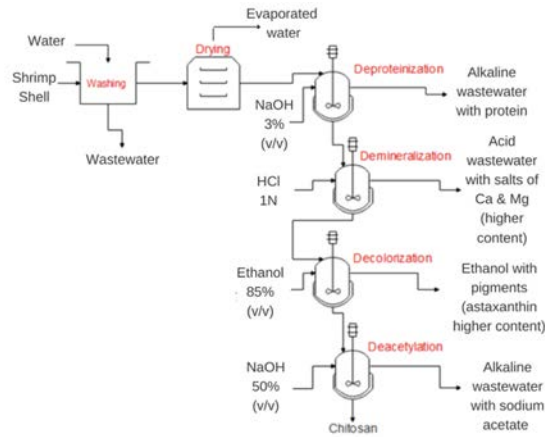 Evaporated
water
Water
Drying
Shrimp
Shell
Washing
Wastewater
Deproteinization
NaOH
3%
(v/v)
Alkaline
wastewater
with protein
Demineralization
HCl
1N
Acid
wastewater
with salts of
Ca & Mg
(higher
content)
Decolorization
Ethanol
85%
(v/v)
Ethanol with
pigments
(astaxanthin
higher content)
Deacetylation
NaOH
50%
(v/v)
Alkaline
wastewater
with sodium
acetate
Chitosan